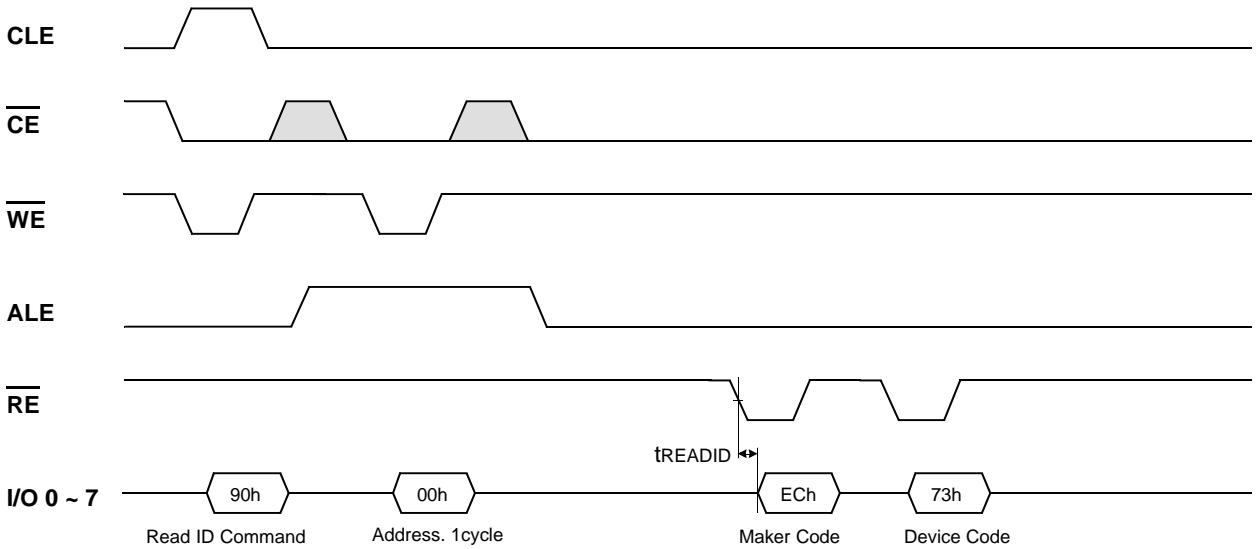 CLE
CE
WE
ALE
RE
tREADID
I/O 0 ~ 7
90h
00h
ECh
73h
Read ID Command
Address. 1cycle
Maker Code
Device Code